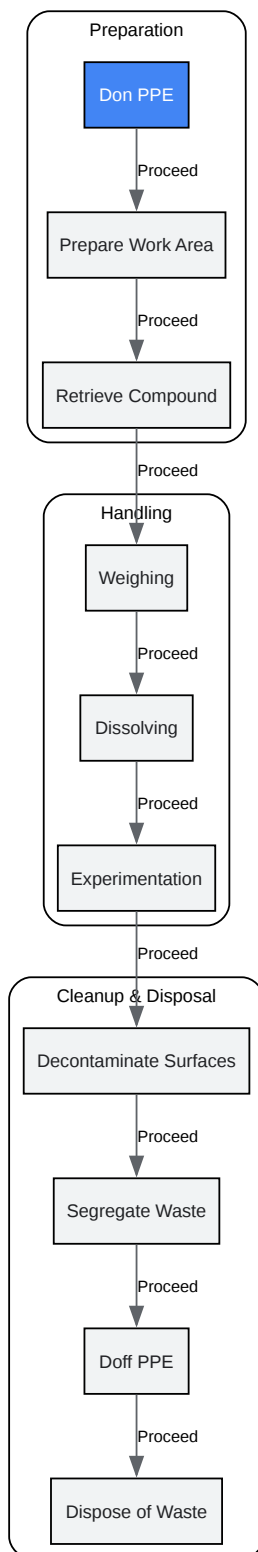 Preparation
Don PPE
Proceed
Prepare Work Area
Proceed
Retrieve Compound
Proceed
Handling
Weighing
Proceed
Dissolving
Proceed
Experimentation
Proceed
Cleanup & Disposal
Decontaminate Surfaces
Proceed
Segregate Waste
Proceed
Doff PPE
Proceed
Dispose of Waste